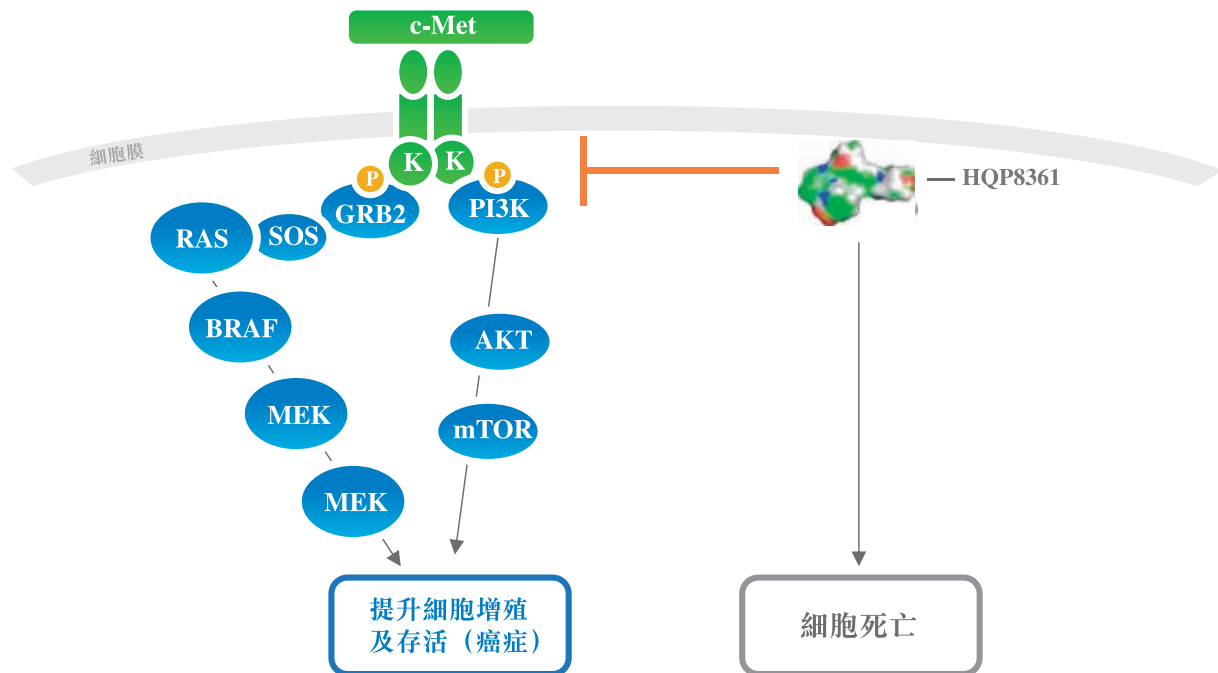 c-Met
細胞膜
K K
P P
GRB2 PI3K
HQP8361
RAS SOS
BRAF
AKT
MEK
mTOR
MEK
提升細胞增殖
及存活（癌症）
細胞死亡